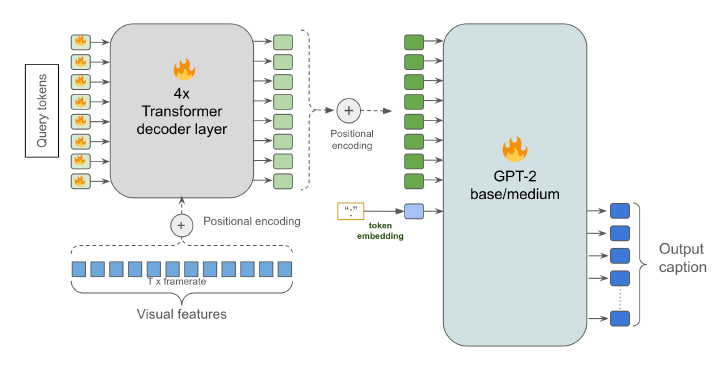 Query tokens
4x
Transformer
decoder layer
+
Positional
encoding
GPT-2
base/medium
+
Positional encoding
“:”
token
embedding
T x framerate
Visual features
Output
caption